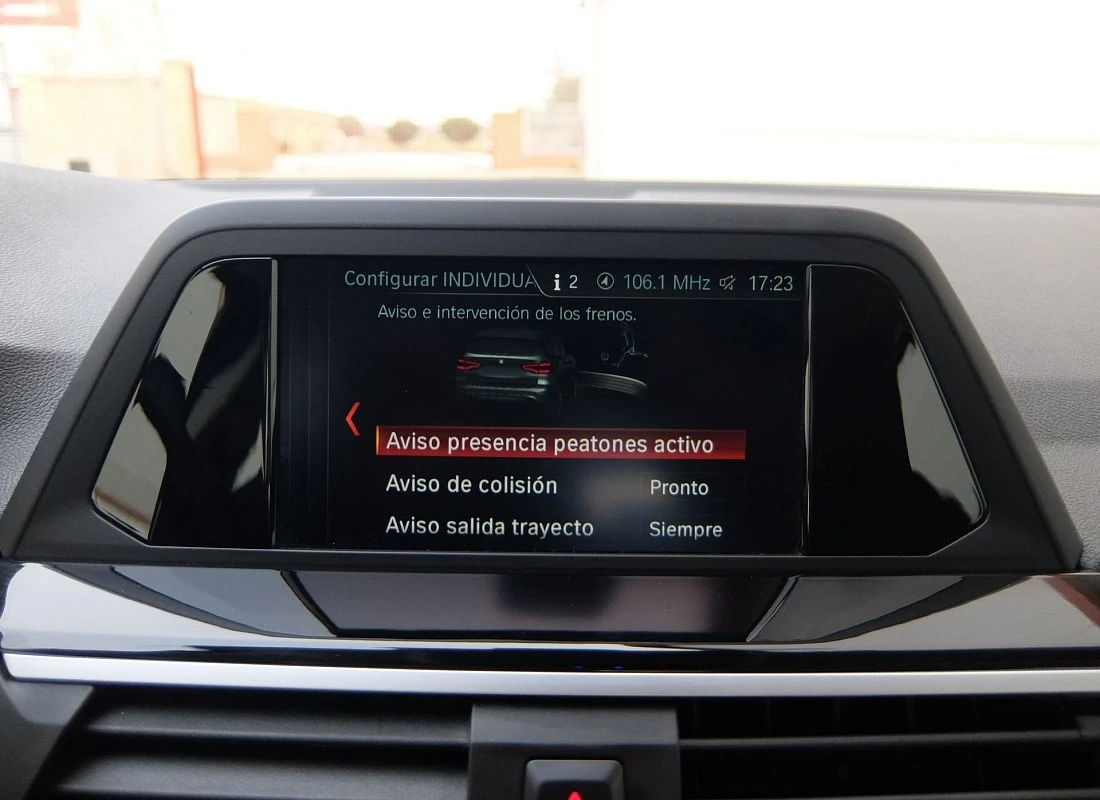 Configurar INDIVIDUA 2 106.1 MHz 17:23
Aviso e intervención de los frenos.
Aviso presencia peatones activo
Aviso de colisión Pronto
Aviso salida trayecto Siempre